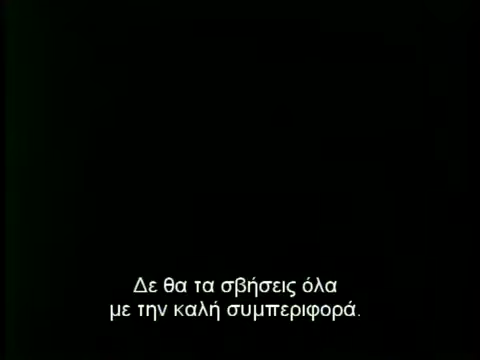 Δε θα τα σβήσεις όλα
με την καλή συμπεριφορά.